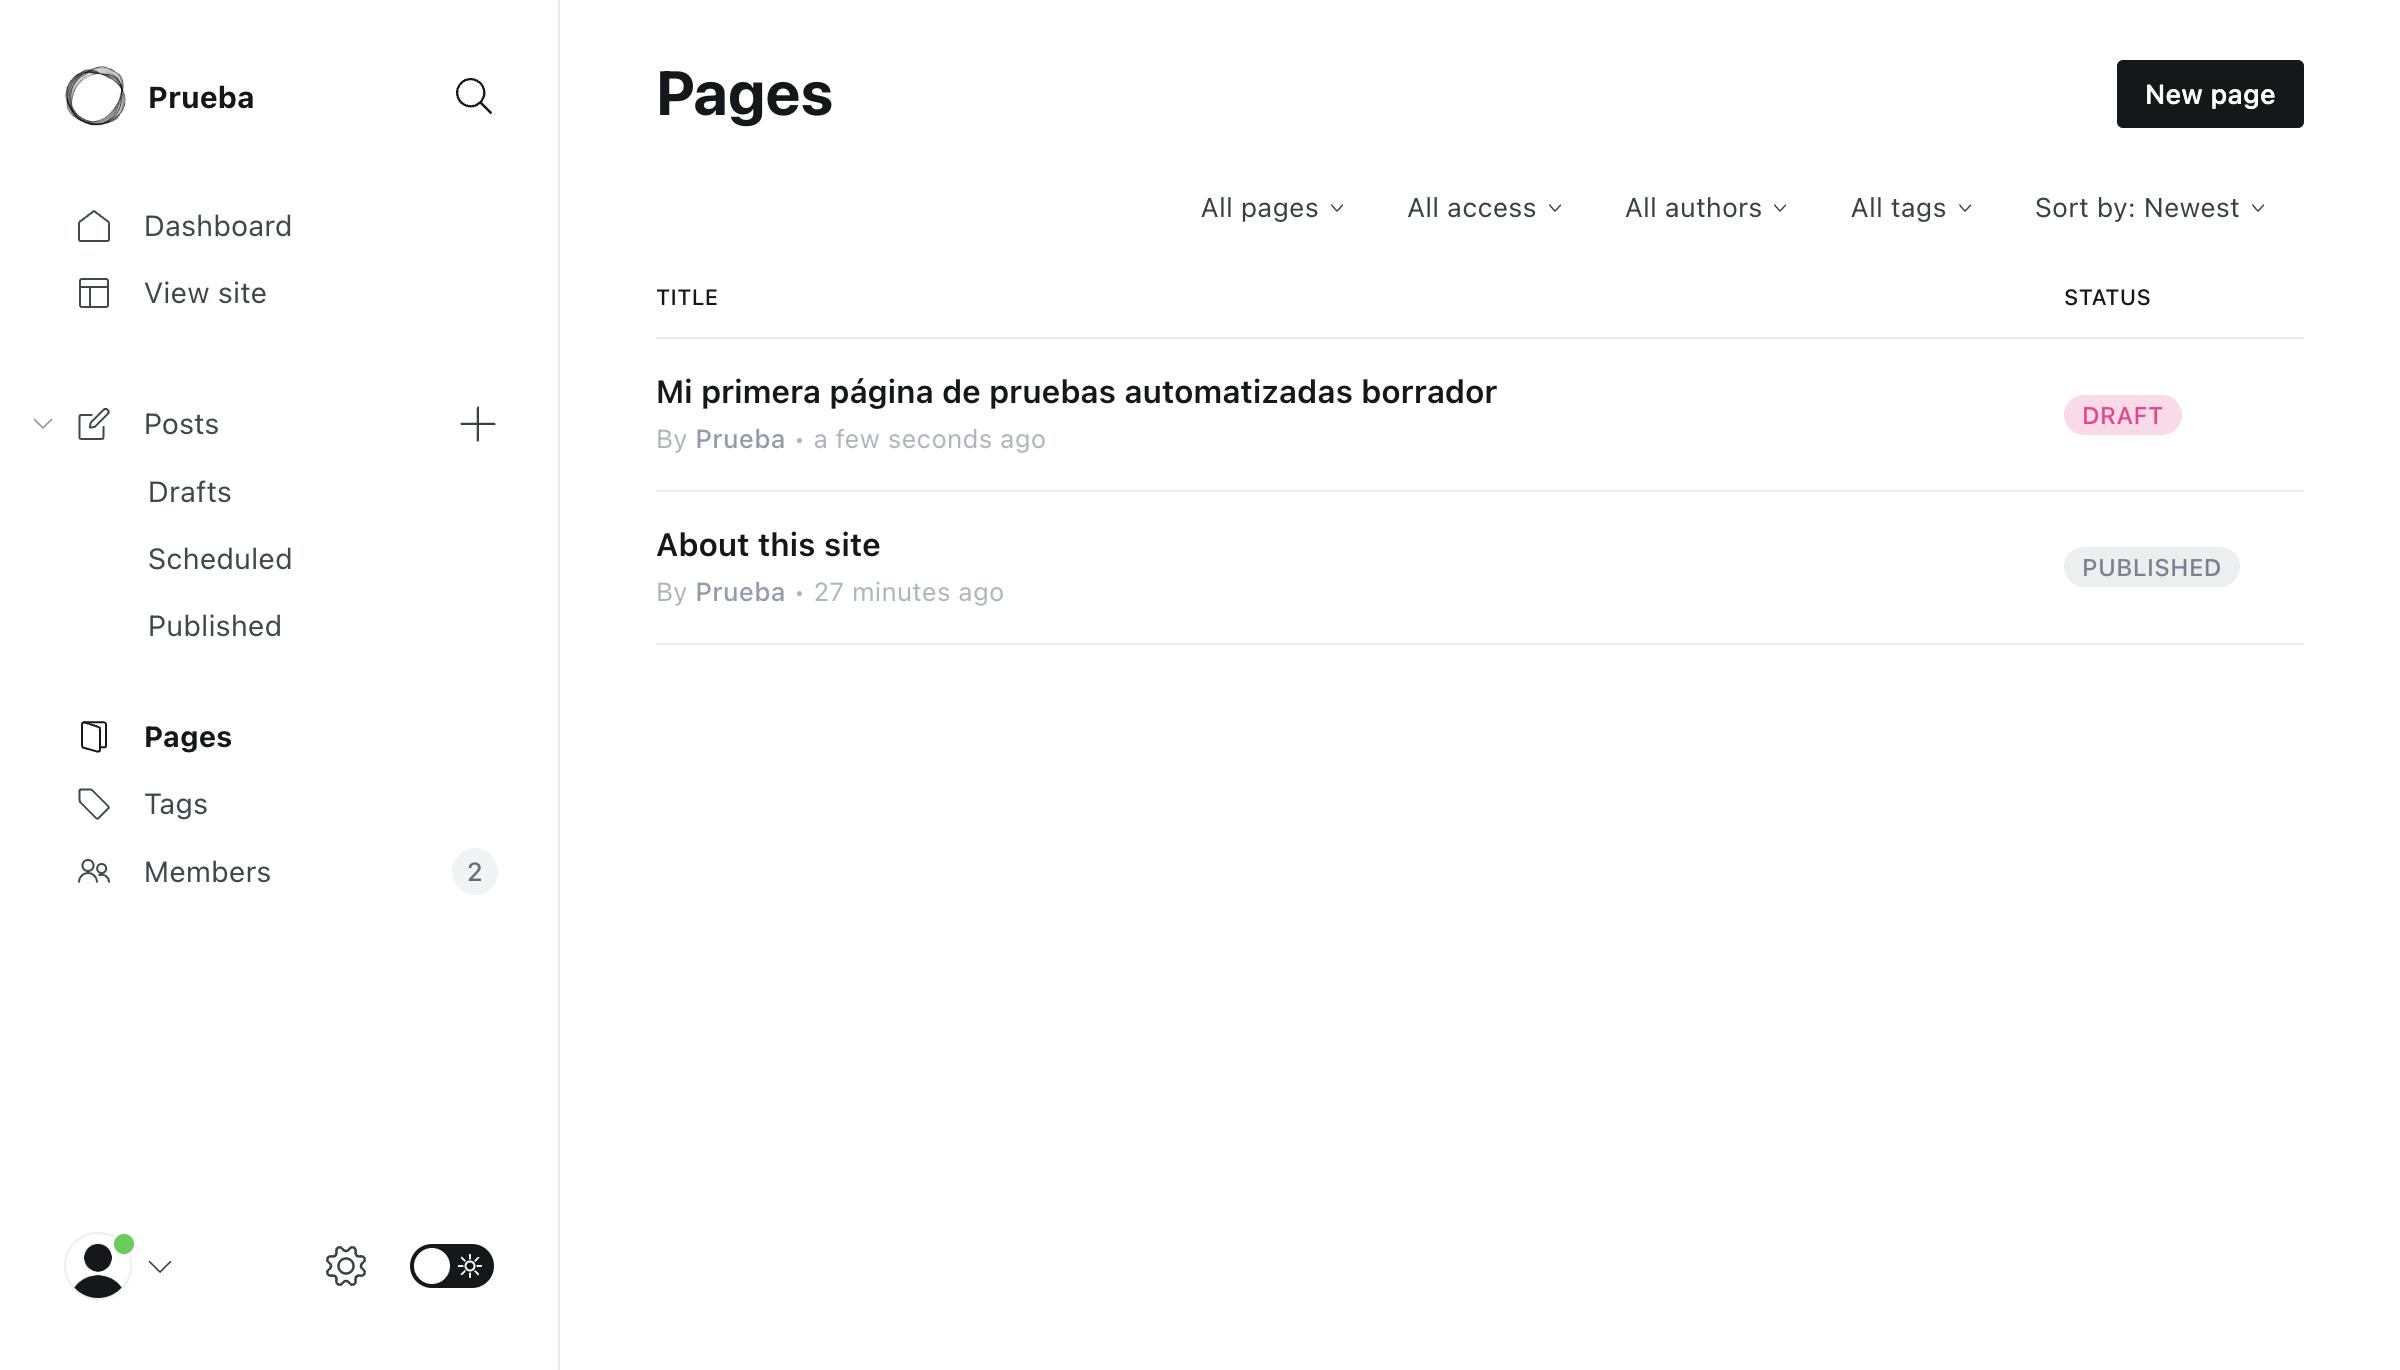 Prueba
Dashboard
View site
Posts
Drafts
Scheduled
Published
Pages
Tags
Members 2
Pages
New page
All pages All access All authors All tags Sort by: Newest
TITLE STATUS
Mi primera página de pruebas automatizadas borrador
By Prueba • a few seconds ago
DRAFT
About this site
By Prueba • 27 minutes ago
PUBLISHED